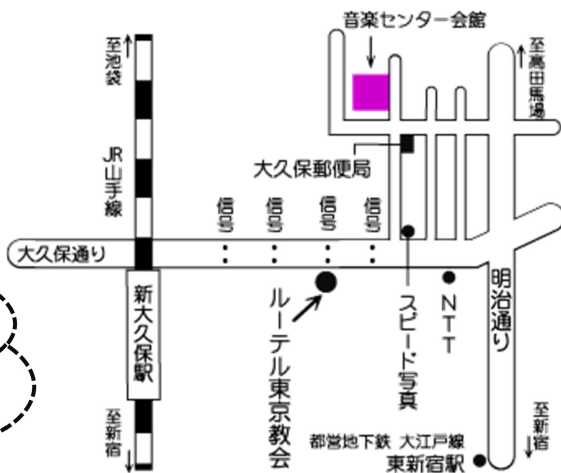 音楽センター会館
至池袋
至高田馬場
JR山手線
大久保郵便局
信号
信号
信号
信号
大久保通り
新大久保駅
ルーテル東京教会
スピード写真
NTT
明治通り
至新宿
至新宿
都営地下鉄 大江戸線
東新宿駅